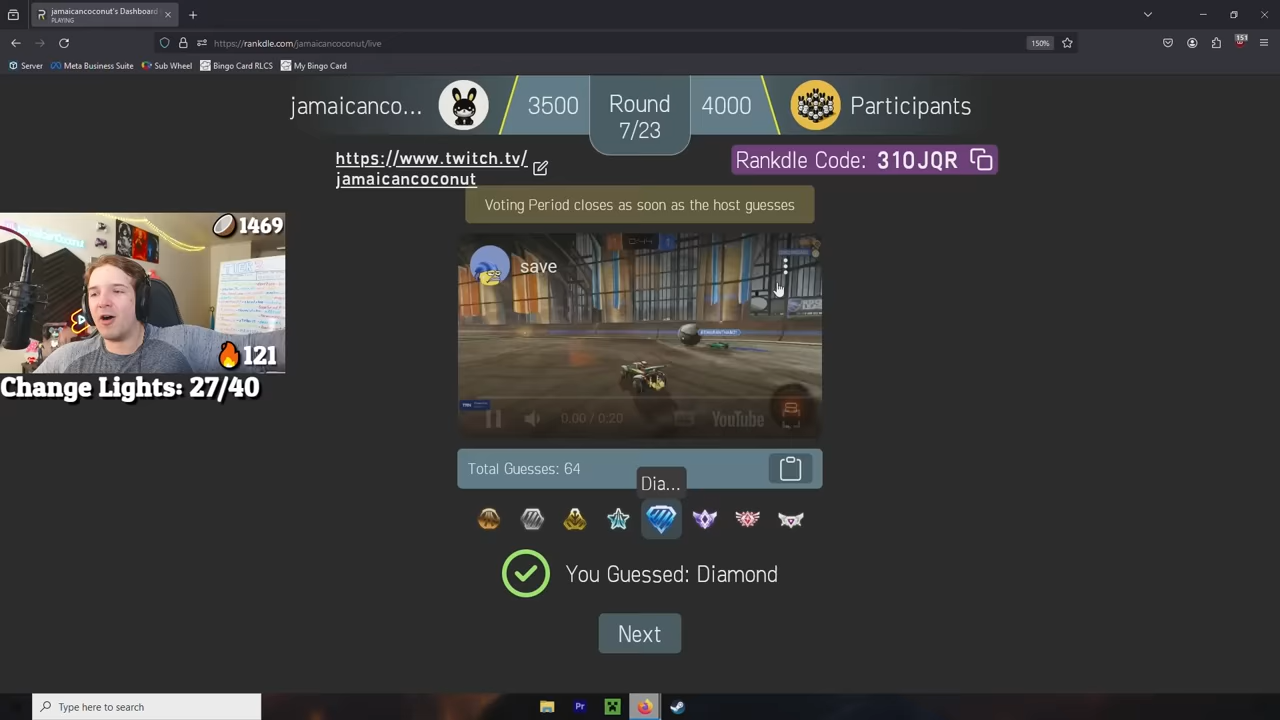 jamaicancoconut's Dashboard
PLAYING
151
https://rankdle.com/jamaicancoconut/live
150%
Server
Meta Business Suite
Sub Wheel
Bingo Card RLCS
My Bingo Card
jamaicanco...
3500
Round
7/23
4000
Participants
https://www.twitch.tv/
jamaicancoconut
Rankdle Code: 310JQR
Voting Period closes as soon as the host guesses
1469
save
121
Change Lights: 27/40
0:00 / 0:20
YouTube
Total Guesses: 64
Dia...
You Guessed: Diamond
Next
Type here to search
Pr